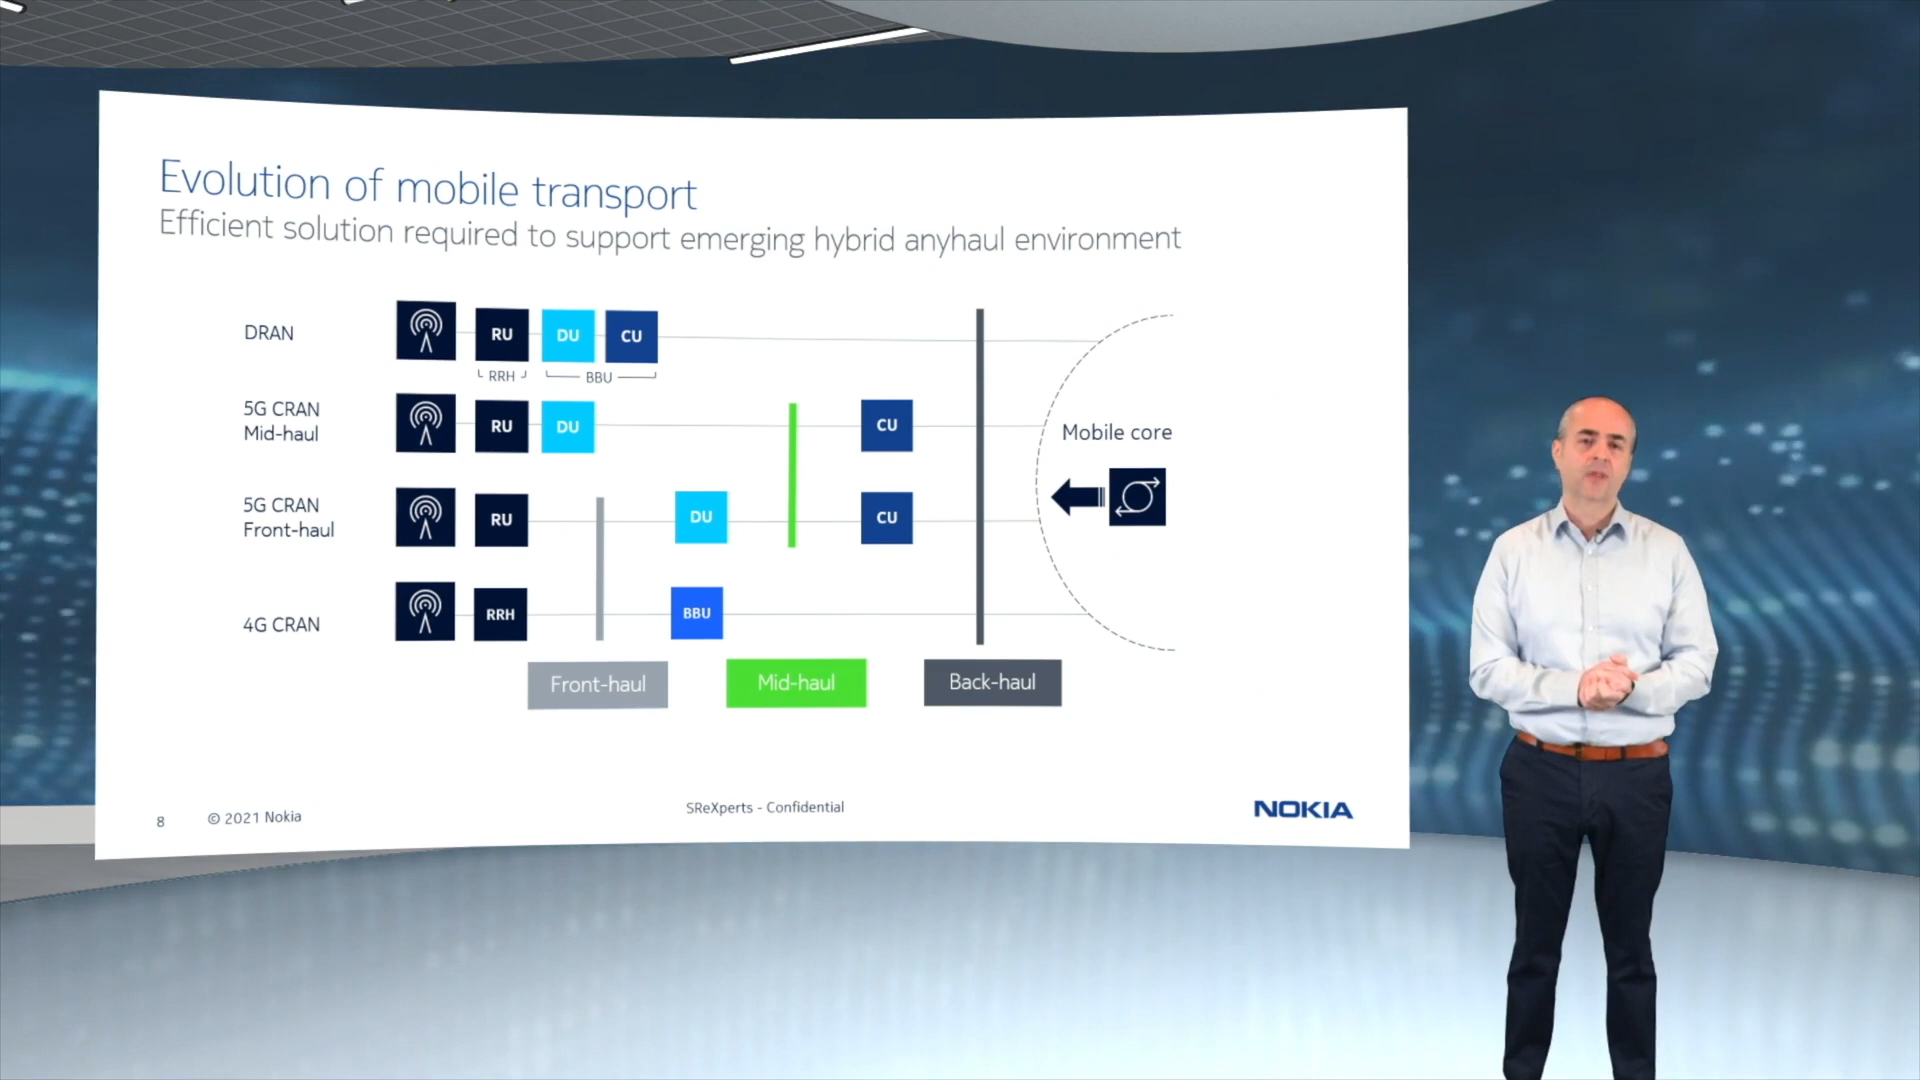 Evolution of mobile transport
Efficient solution required to support emerging hybrid anyhaul environment
DRAN
RU
DU
CU
RRH
BBU
5G CRAN
Mid-haul
RU
DU
CU
Mobile core
5G CRAN
Front-haul
RU
DU
CU
4G CRAN
RRH
BBU
Front-haul
Mid-haul
Back-haul
8
© 2021 Nokia
SReXperts - Confidential
NOKIA